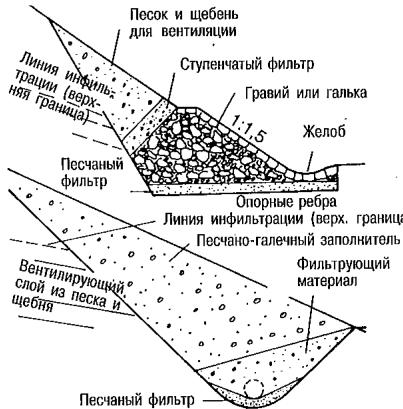 Песок и щебень
для вентиляции
Линия инфиль-
трации (верх-
няя граница)
Ступенчатый фильтр
Гравий или галька
1:1,5
Желоб
Песчаный
фильтр
Опорные ребра
Линия инфильтрации (верх. граница
Песчано-галечный заполнитель
Вентилирующий
слой из песка и
щебня
Фильтрующий
материал
Песчаный фильтр